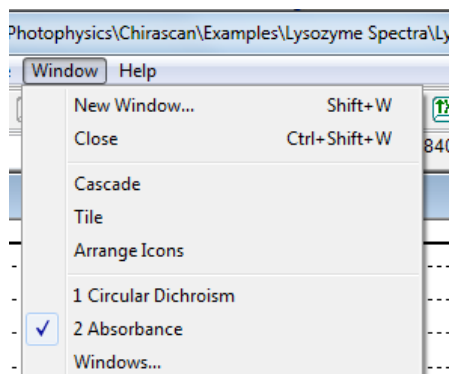 Photophysics\Chirascan\Examples\Lysozyme Spectra\Ly
Window Help
New Window... Shift+W
Close Ctrl+Shift+W
840
Cascade
Tile
Arrange Icons
1 Circular Dichroism
2 Absorbance
Windows...